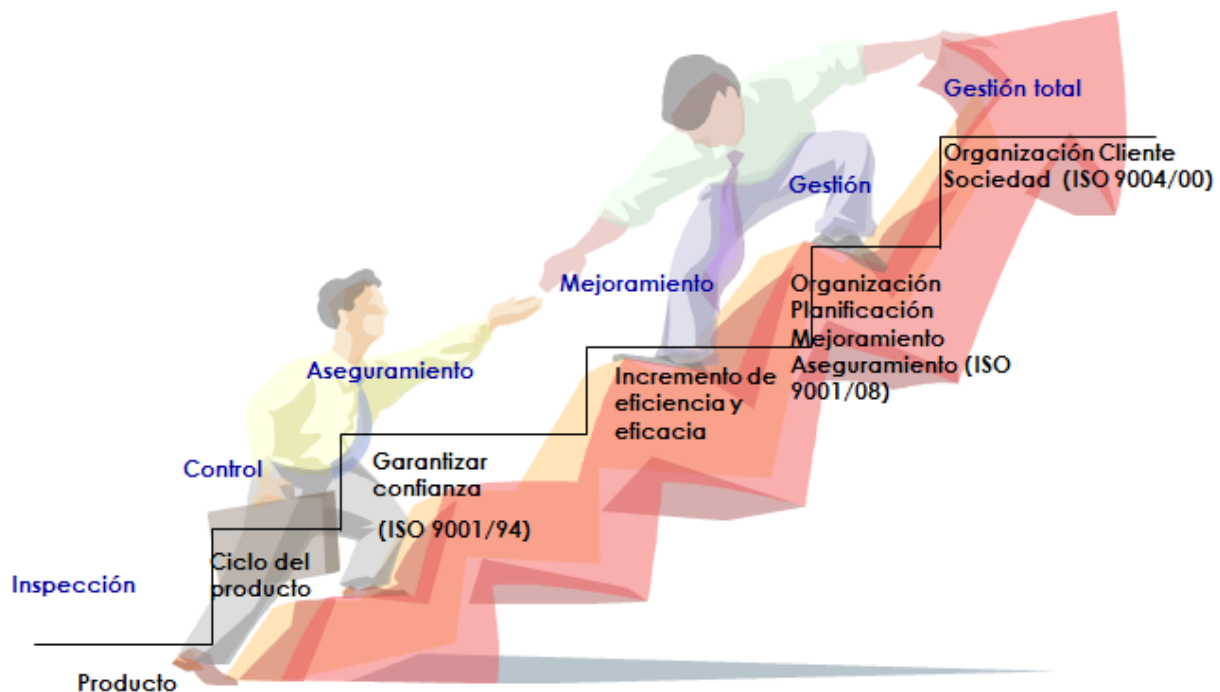 Gestión total
Organización Cliente
Sociedad (ISO 9004/00)
Gestión
Organización
Planificación
Mejoramiento
Aseguramiento (ISO
9001/08)
Mejoramiento
Incremento de
eficiencia y
eficacia
Aseguramiento
Garantizar
confianza
(ISO 9001/94)
Control
Ciclo del
producto
Inspección
Producto